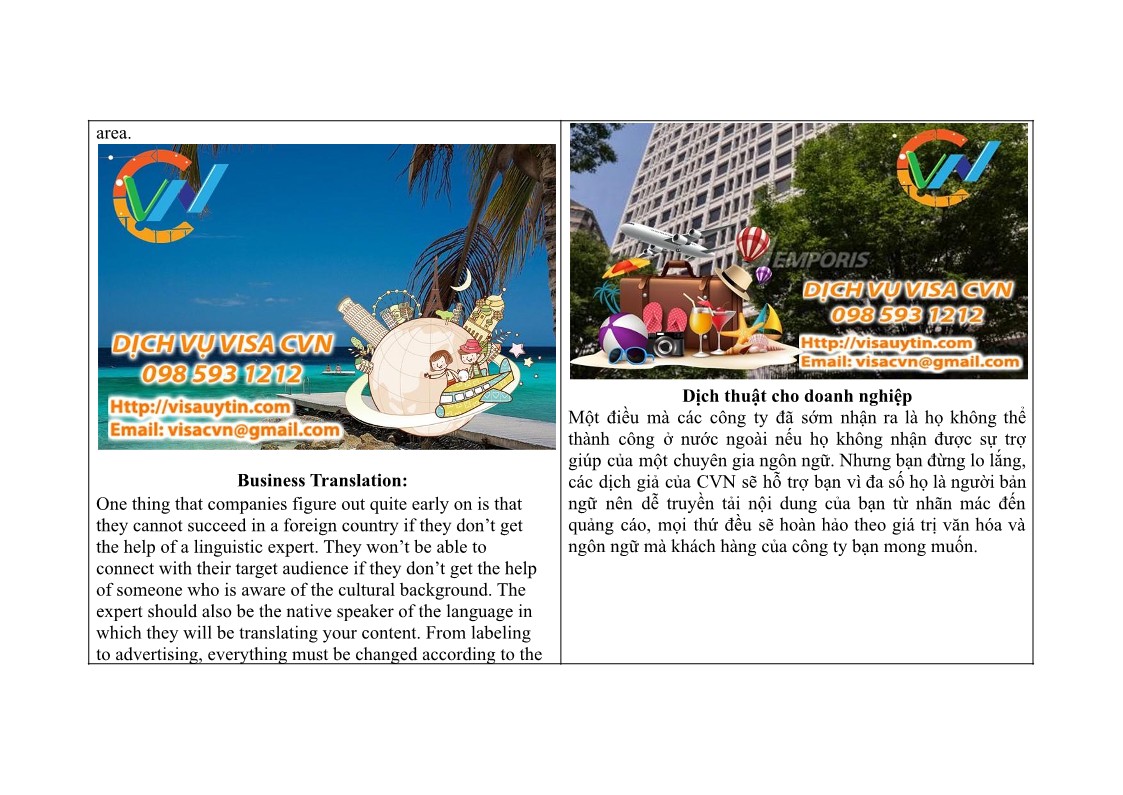 area.
CVN
DỊCH VỤ VISA CVN
098 593 1212
Http://visauytin.com
Email: visacvn@gmail.com
Business Translation:
One thing that companies figure out quite early on is that
they cannot succeed in a foreign country if they don’t get
the help of a linguistic expert. They won’t be able to
connect with their target audience if they don’t get the help
of someone who is aware of the cultural background. The
expert should also be the native speaker of the language in
which they will be translating your content. From labeling
to advertising, everything must be changed according to the
CVN
EMPORIS
DỊCH VỤ VISA CVN
098 593 1212
Http://visauytin.com
Email: visacvn@gmail.com
Dịch thuật cho doanh nghiệp
Một điều mà các công ty đã sớm nhận ra là họ không thể
thành công ở nước ngoài nếu họ không nhận được sự trợ
giúp của một chuyên gia ngôn ngữ. Nhưng bạn đừng lo lắng,
các dịch giả của CVN sẽ hỗ trợ bạn vì đa số họ là người bản
ngữ nên dễ truyền tải nội dung của bạn từ nhãn mác đến
quảng cáo, mọi thứ đều sẽ hoàn hảo theo giá trị văn hóa và
ngôn ngữ mà khách hàng của công ty bạn mong muốn.